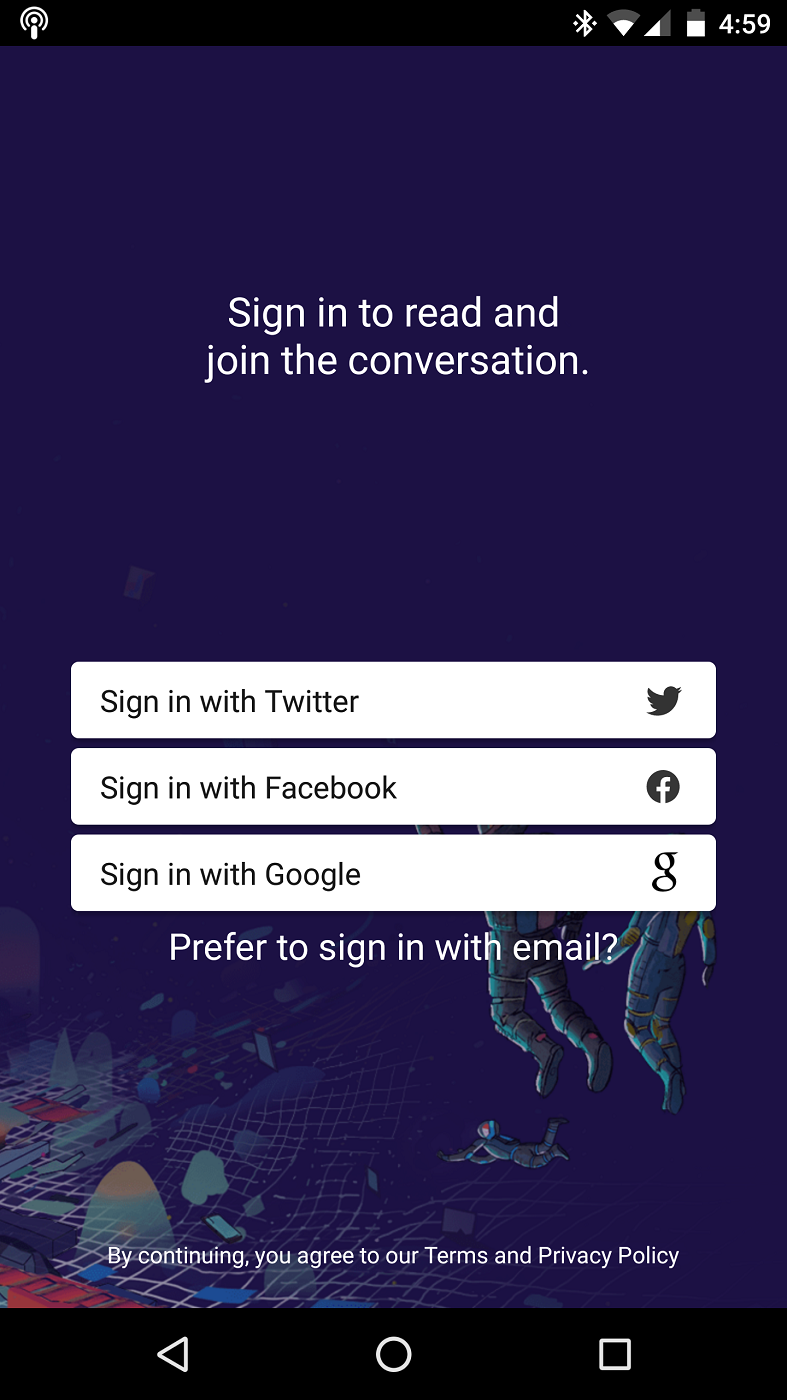 4:59
Sign in to read and
join the conversation.
Sign in with Twitter
Sign in with Facebook
Sign in with Google
Prefer to sign in with email?
By continuing, you agree to our Terms and Privacy Policy